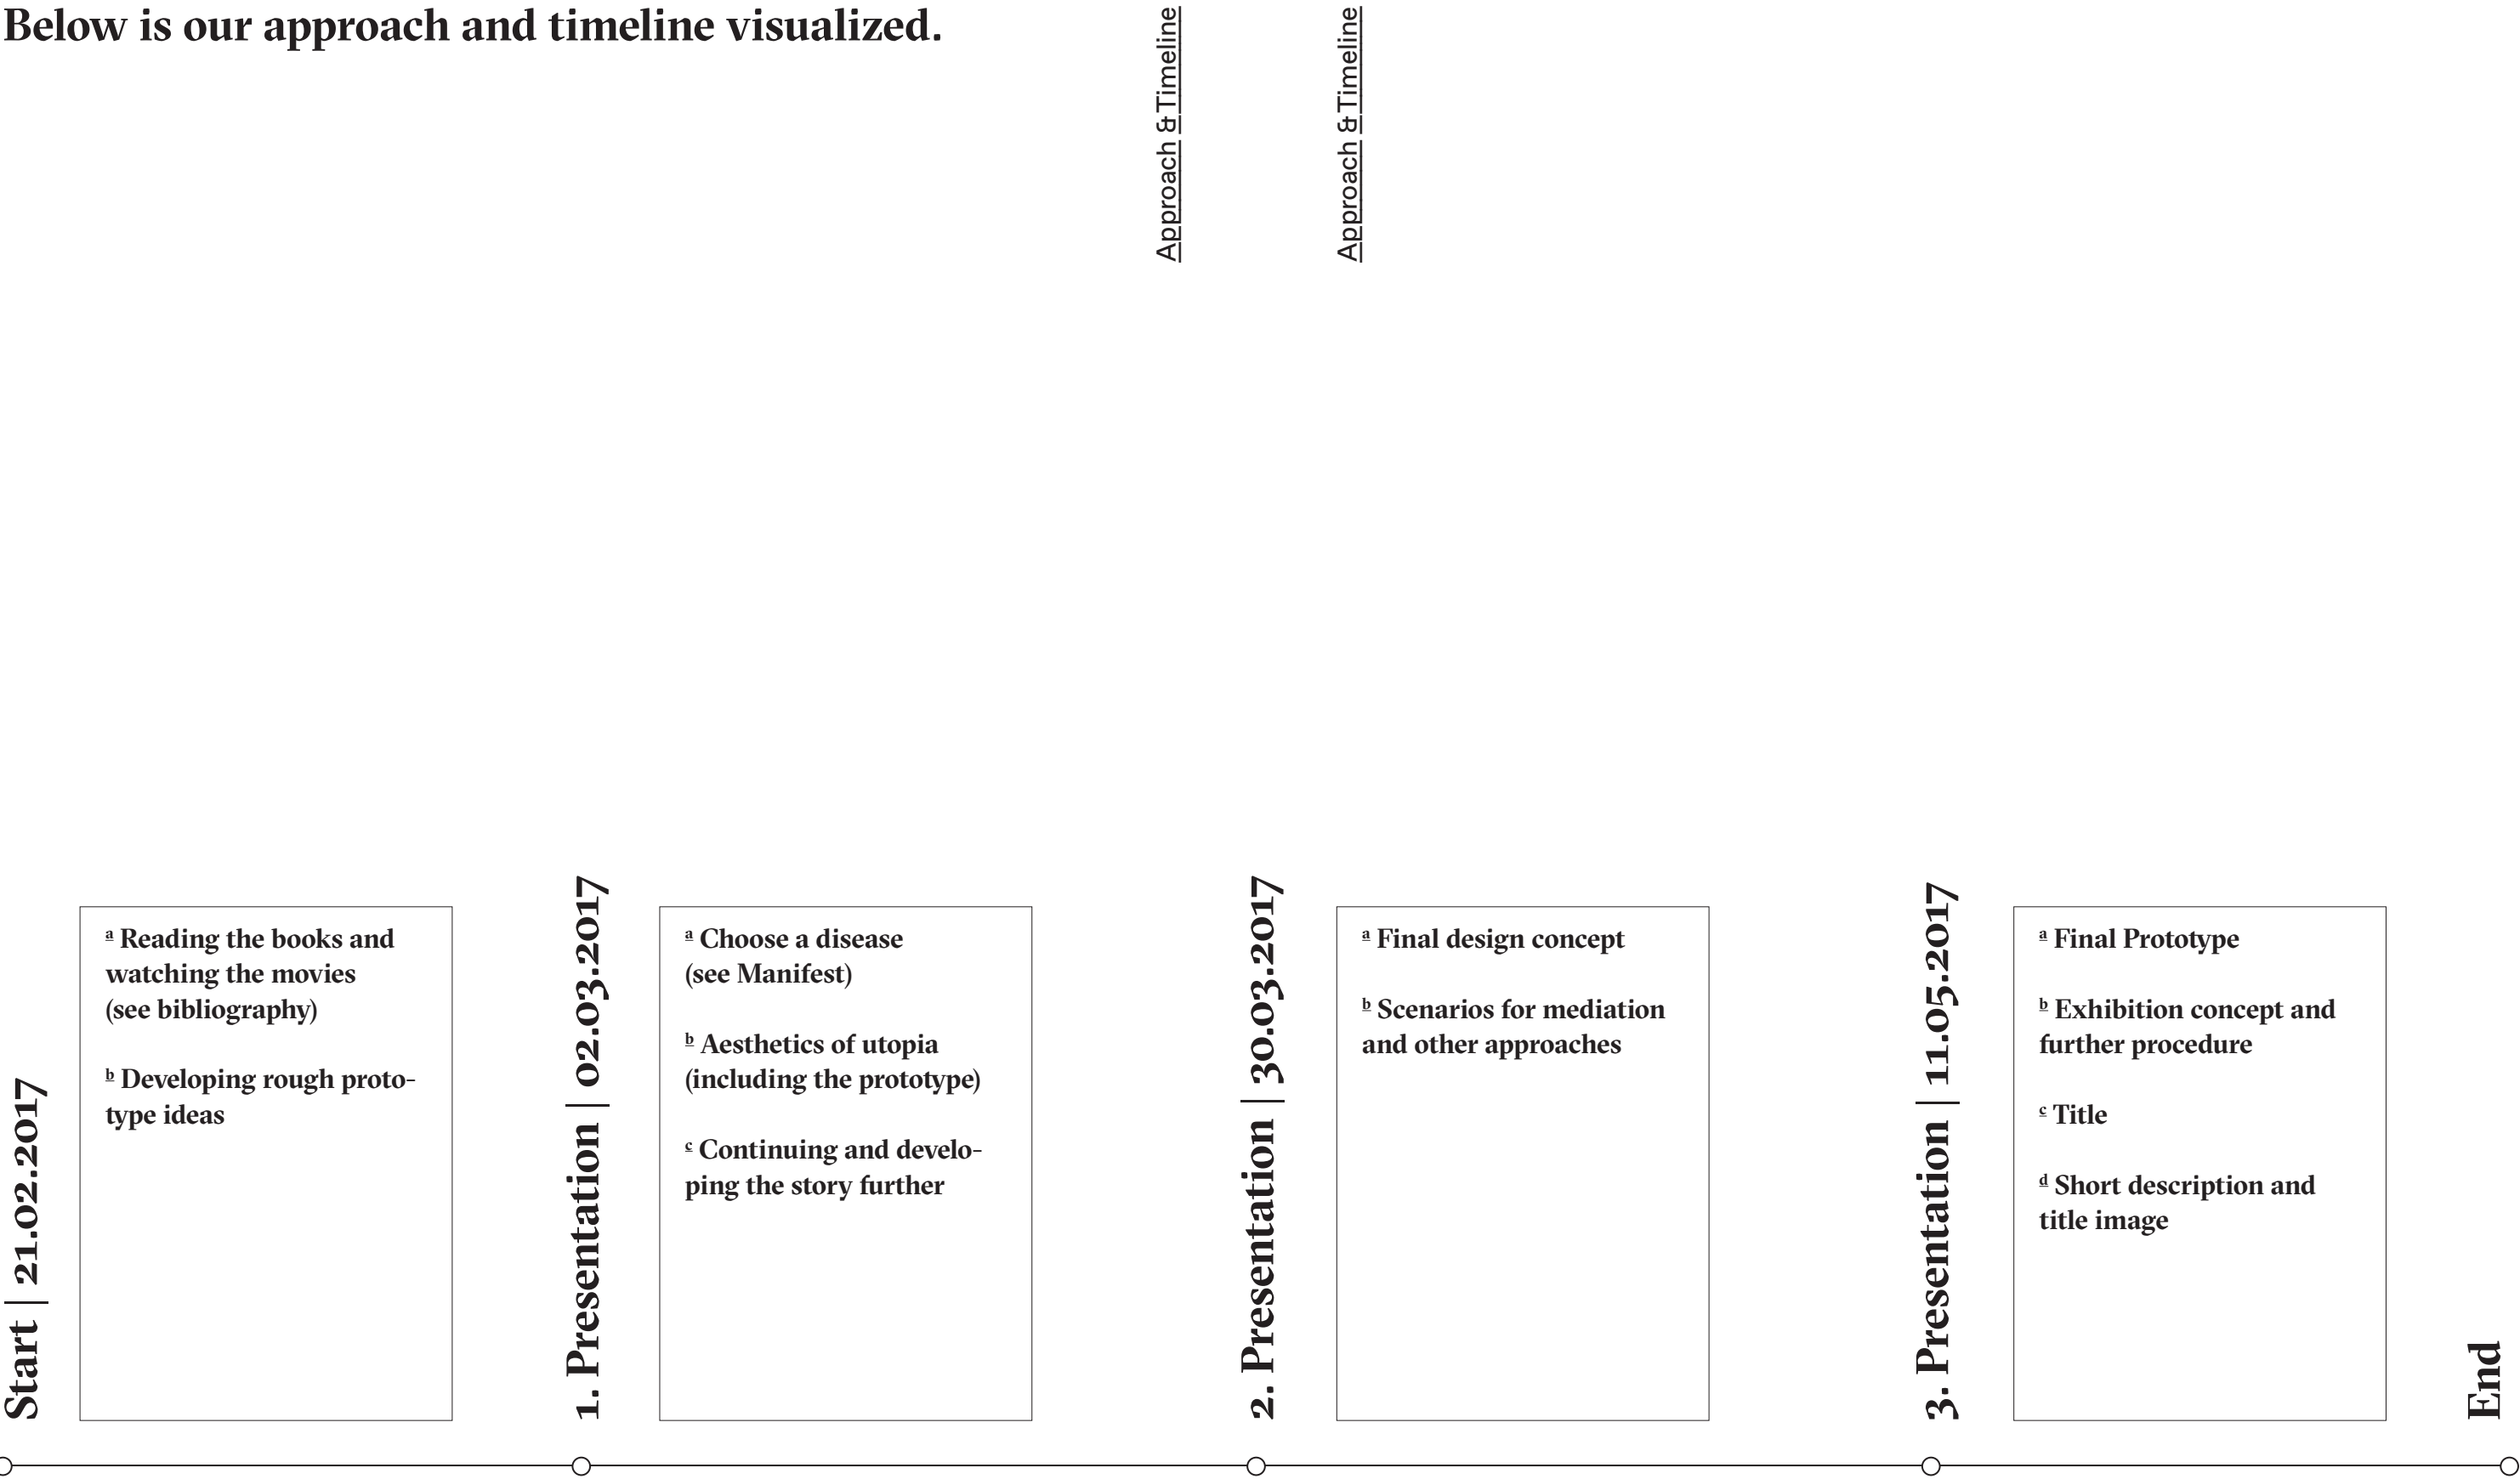 Below is our approach and timeline visualized.
Approach & Timeline
Approach & Timeline
Start | 21.02.2017
a Reading the books and
watching the movies
(see bibliography)
b Developing rough proto-
type ideas
1. Presentation | 02.03.2017
a Choose a disease
(see Manifest)
b Aesthetics of utopia
(including the prototype)
c Continuing and develo-
ping the story further
2. Presentation | 30.03.2017
a Final design concept
b Scenarios for mediation
and other approaches
3. Presentation | 11.05.2017
a Final Prototype
b Exhibition concept and
further procedure
c Title
d Short description and
title image
End